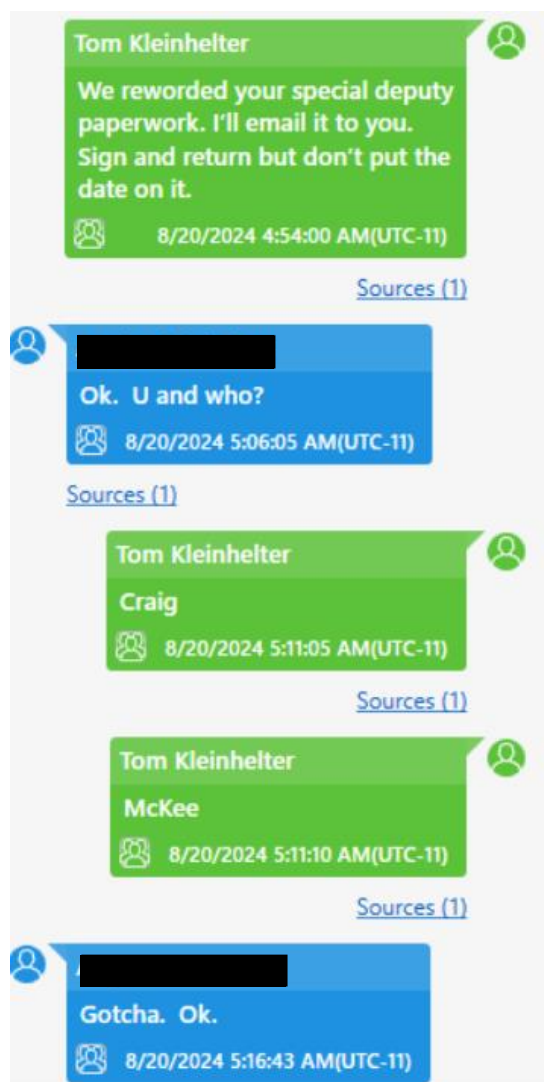 Tom Kleinhelter
We reworded your special deputy
paperwork. I'll email it to you.
Sign and return but don't put the
date on it.
8/20/2024 4:54:00 AM(UTC-11)
Sources (1)
Ok. U and who?
8/20/2024 5:06:05 AM(UTC-11)
Sources (1)
Tom Kleinhelter
Craig
8/20/2024 5:11:05 AM(UTC-11)
Sources (1)
Tom Kleinhelter
McKee
8/20/2024 5:11:10 AM(UTC-11)
Sources (1)
Gotcha. Ok.
8/20/2024 5:16:43 AM(UTC-11)